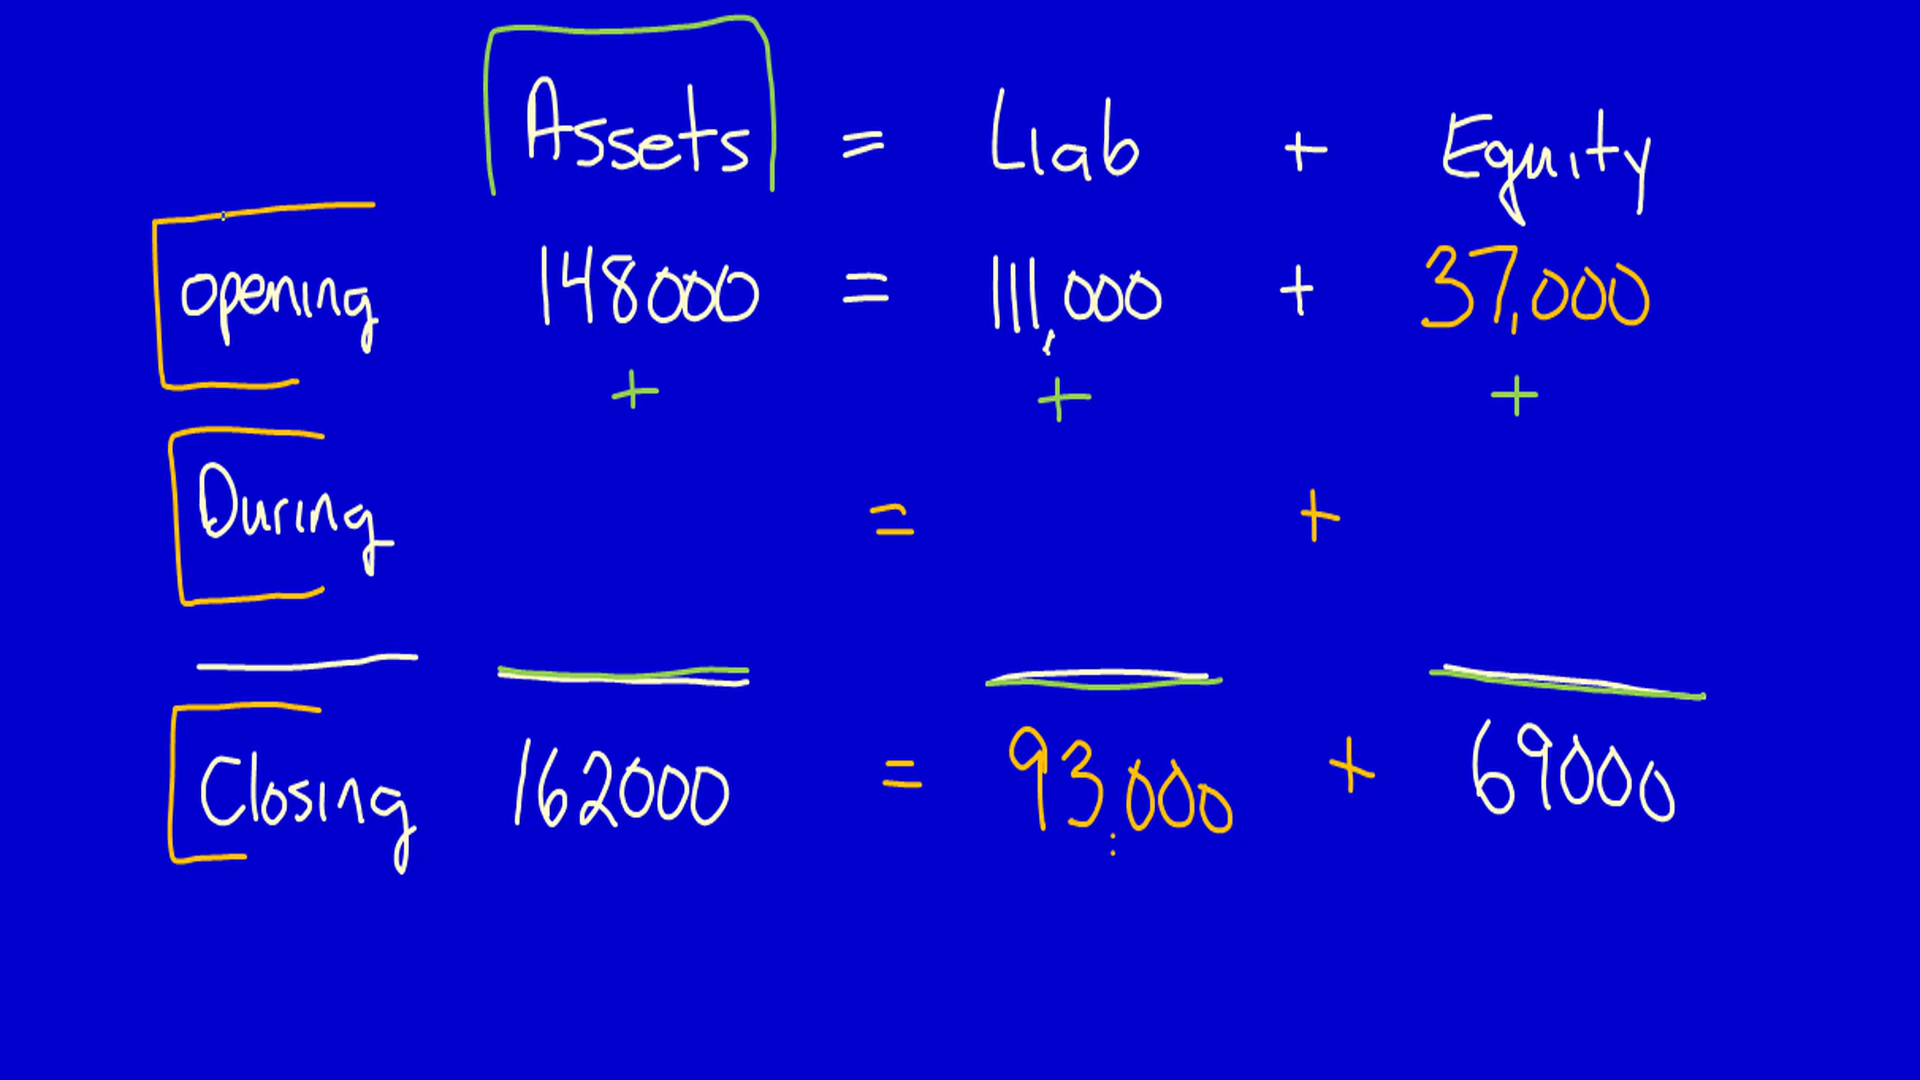 Assets = Liab + Equity
opening 148000 = 111,000 + 37,000
+ + +
During = +
Closing 162000 = 93,000 + 69000